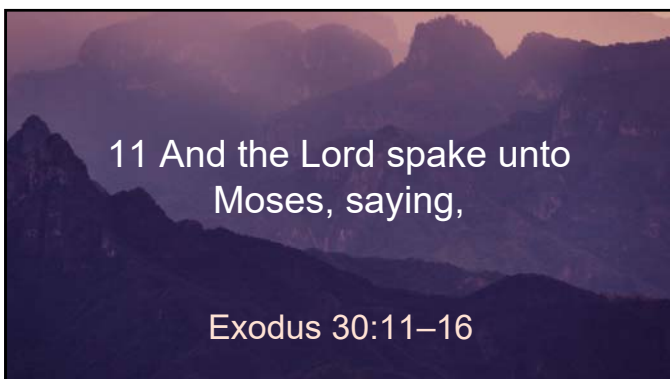 11 And the Lord spake unto
Moses, saying,
Exodus 30:11–16